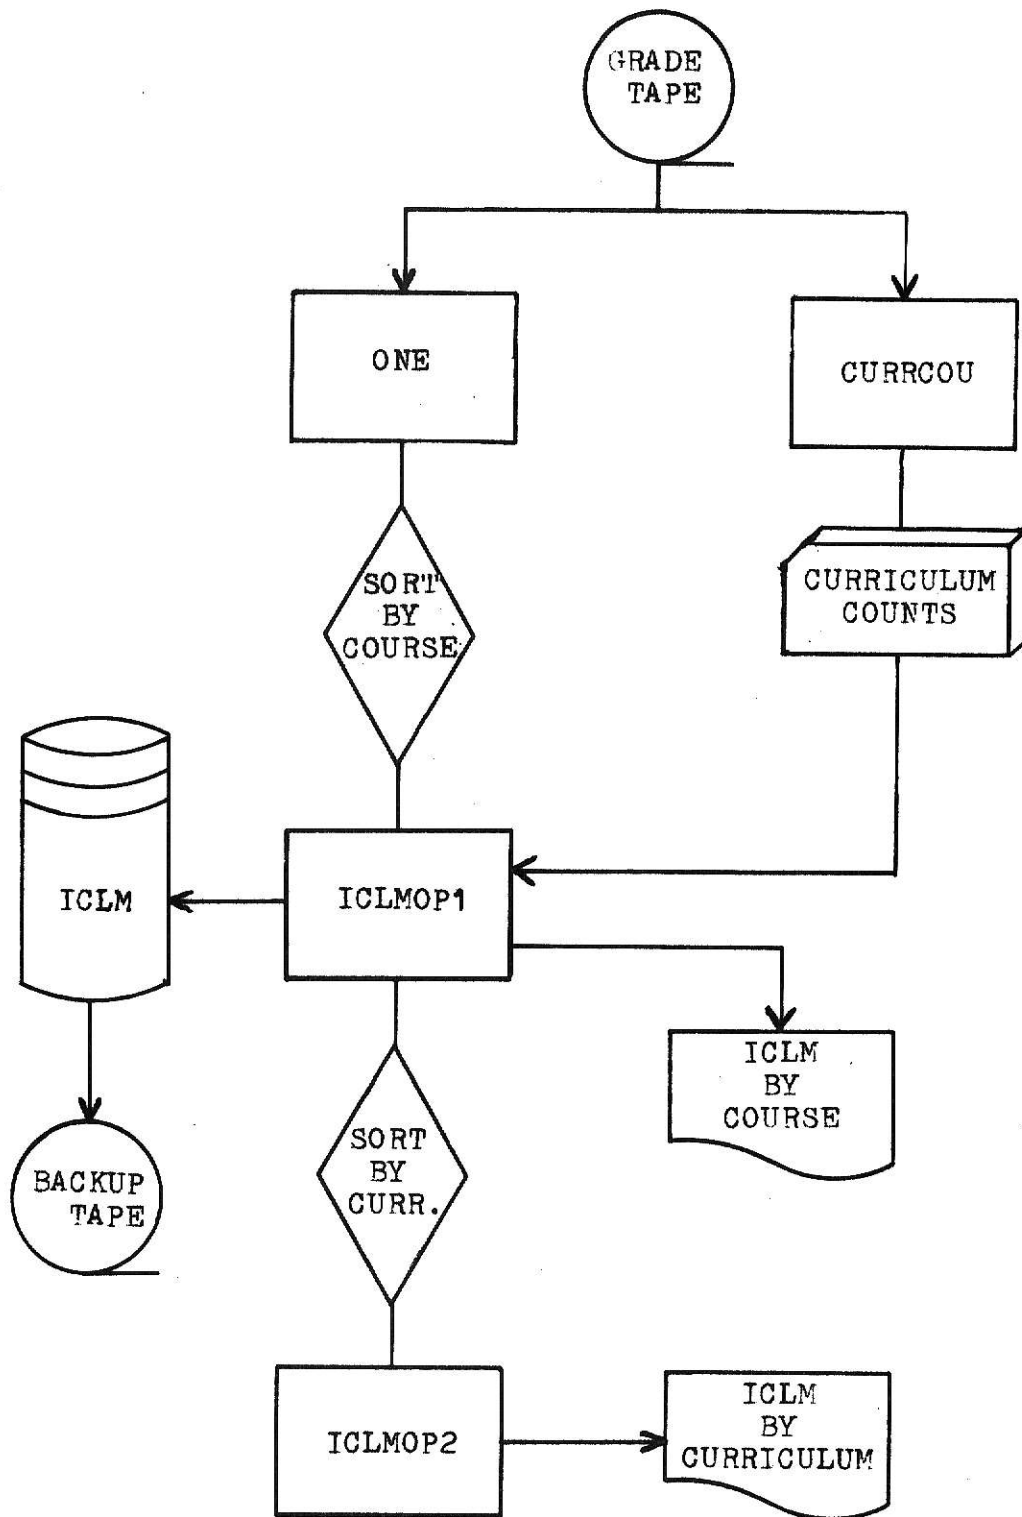 GRADE
TAPE
ONE
CURRCOU
SORT
BY
COURSE
CURRICULUM
COUNTS
ICLM
ICLMOP1
ICLM
BY
COURSE
BACKUP
TAPE
SORT
BY
CURR.
ICLMOP2
ICLM
BY
CURRICULUM